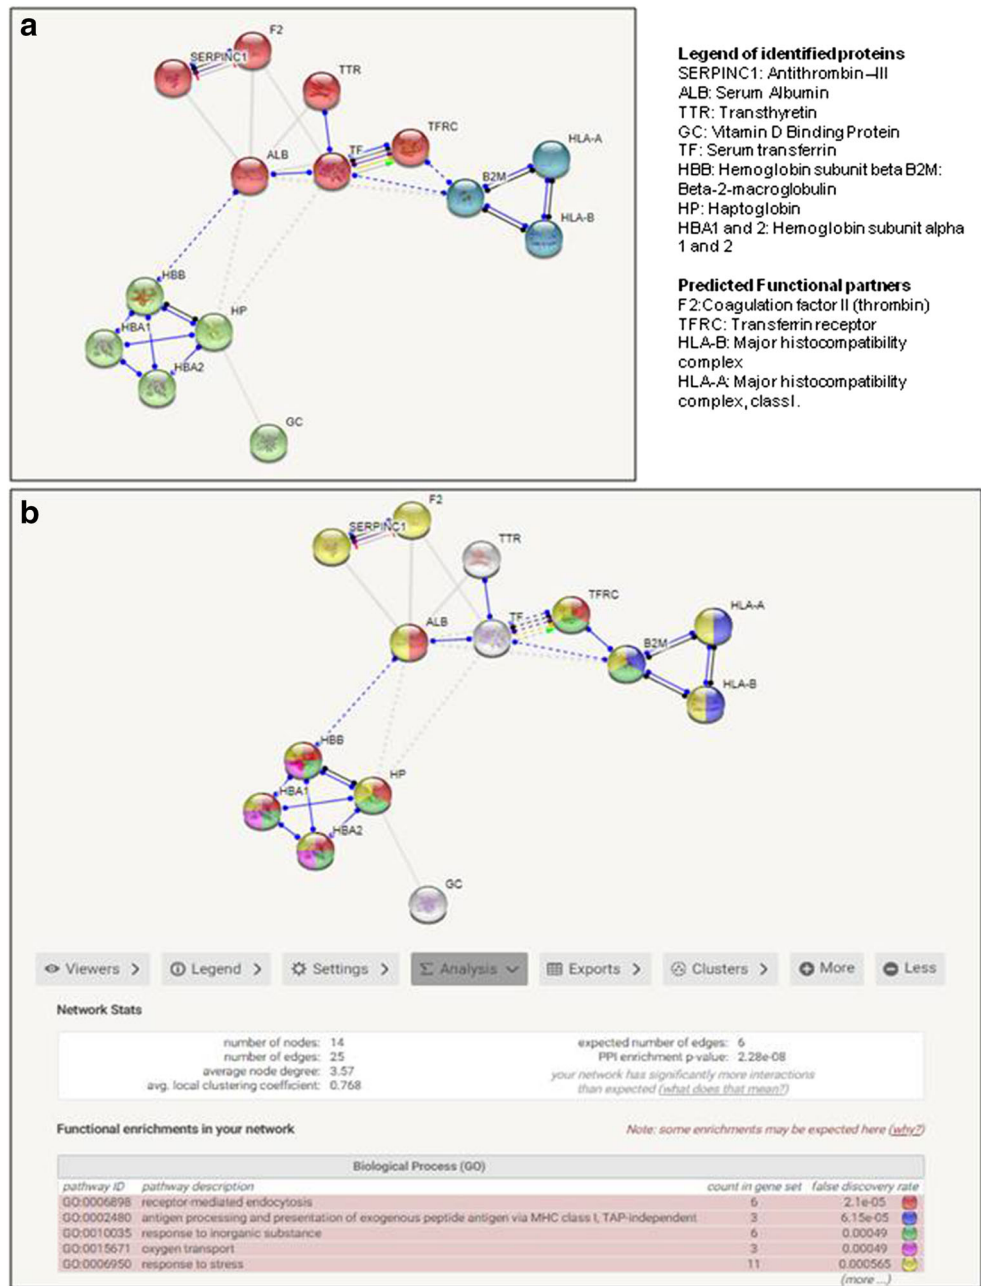 a
F2
SERPINC1
TTR
TFRC
TF
ALB
HLA-A
B2M
HLA-B
HBB
HP
HBA1
HBA2
GC
Legend of identified proteins
SERPINC1: Antithrombin–III
ALB: Serum Albumin
TTR: Transthyretin
GC: Vitamin D Binding Protein
TF: Serum transferrin
HBB: Hemoglobin subunit beta B2M:
Beta-2-macroglobulin
HP: Haptoglobin
HBA1 and 2: Hemoglobin subunit alpha
1 and 2
Predicted Functional partners
F2:Coagulation factor II (thrombin)
TFRC: Transferrin receptor
HLA-B: Major histocompatibility
complex
HLA-A: Major histocompatibility
complex, classI.
b
F2
SERPINC1
TTR
TFRC
TF
ALB
HLA-A
B2M
HLA-B
HBB
HP
HBA1
HBA2
GC
Viewers
Legend
Settings
Analysis
Exports
Clusters
More
Less
Network Stats
number of nodes: 14
number of edges: 25
average node degree: 3.57
avg. local clustering coefficient: 0.768
expected number of edges: 6
PPI enrichment p-value: 2.28e-08
your network has significantly more interactions
than expected (what does that mean?)
Functional enrichments in your network
Note: some enrichments may be expected here (why?)
Biological Process (GO)
pathway ID pathway description count in gene set false discovery rate
GO:0006898 receptor-mediated endocytosis 6 2.1e-05
GO:0002480 antigen processing and presentation of exogenous peptide antigen via MHC class I, TAP-independent 3 6.15e-05
GO:0010035 response to inorganic substance 6 0.00049
GO:0015671 oxygen transport 3 0.00049
GO:0006950 response to stress 11 0.000565
(more ...)